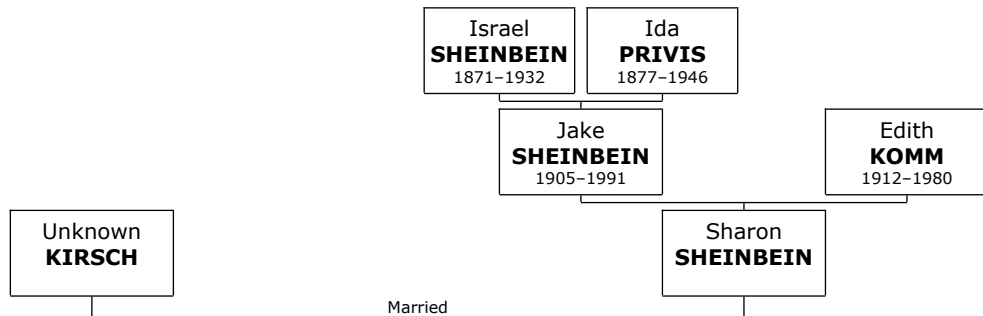 Israel
SHEINBEIN
1871–1932
Ida
PRIVIS
1877–1946
Jake
SHEINBEIN
1905–1991
Edith
KOMM
1912–1980
Unknown
KIRSCH
Sharon
SHEINBEIN
Married